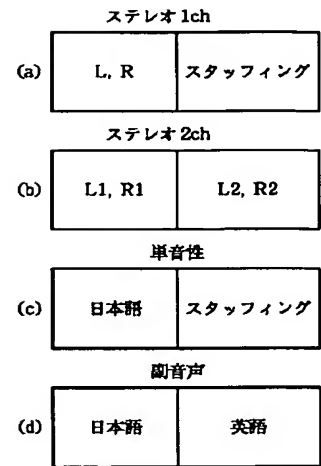 ステレオ 1ch
(a) L, R スタッフィング
ステレオ 2ch
(b) L1, R1 L2, R2
単音性
(c) 日本語 スタッフィング
副音声
(d) 日本語 英語